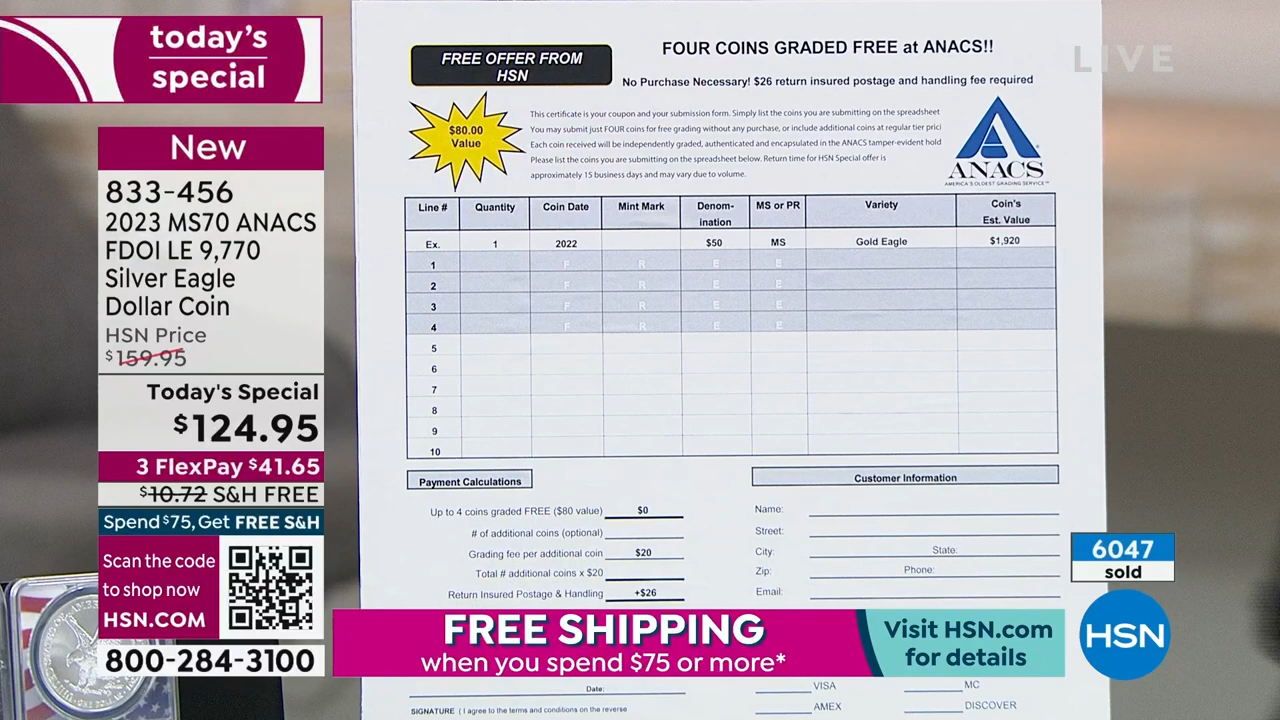 today's
special
New
833-456
2023 MS70 ANACS
FDOI LE 9,770
Silver Eagle
Dollar Coin
HSN Price
$159.95
Today's Special
$124.95
3 FlexPay $41.65
$10.72 S&H FREE
Spend $75, Get FREE S&H
Scan the code
to shop now
HSN.COM
800-284-3100
LIVE
FREE OFFER FROM
HSN
FOUR COINS GRADED FREE at ANACS!!
No Purchase Necessary! $26 return insured postage and handling fee required
$80.00
Value
This certificate is your coupon and your submission form. Simply list the coins you are submitting on the spreadsheet
You may submit just FOUR coins for free grading without any purchase, or include additional coins at regular tier prici
Each coin received will be independently graded, authenticated and encapsulated in the ANACS tamper-evident hold
Please list the coins you are submitting on the spreadsheet below. Return time for HSN Special offer is
approximately 15 business days and may vary due to volume.
ANACS
AMERICA'S OLDEST GRADING SERVICE
Line # Quantity Coin Date Mint Mark Denom-ination MS or PR Variety Coin's Est. Value
Ex. 1 2022 $50 MS Gold Eagle $1,920
1 F R E E
2 F R E E
3 F R E E
4 F R E E
5
6
7
8
9
10
Payment Calculations
Up to 4 coins graded FREE ($80 value) $0
# of additional coins (optional)
Grading fee per additional coin $20
Total # additional coins x $20
Return Insured Postage & Handling +$26
Customer Information
Name:
Street:
City: State:
Zip: Phone:
Email:
6047
sold
HSN
FREE SHIPPING
when you spend $75 or more*
Visit HSN.com
for details
Date:
SIGNATURE ( I agree to the terms and conditions on the reverse
VISA MC
AMEX DISCOVER